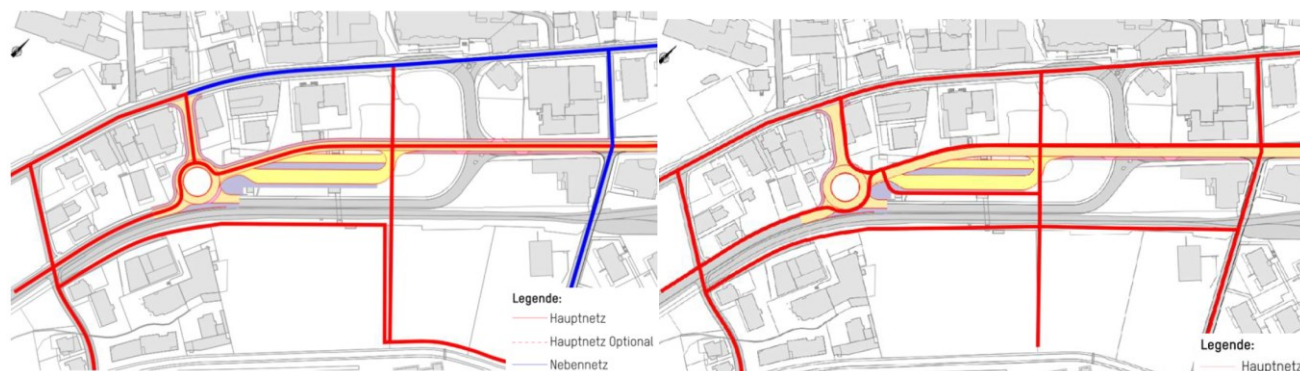 Legende:
Hauptnetz
Hauptnetz Optional
Nebennetz
Legende:
Hauptnetz